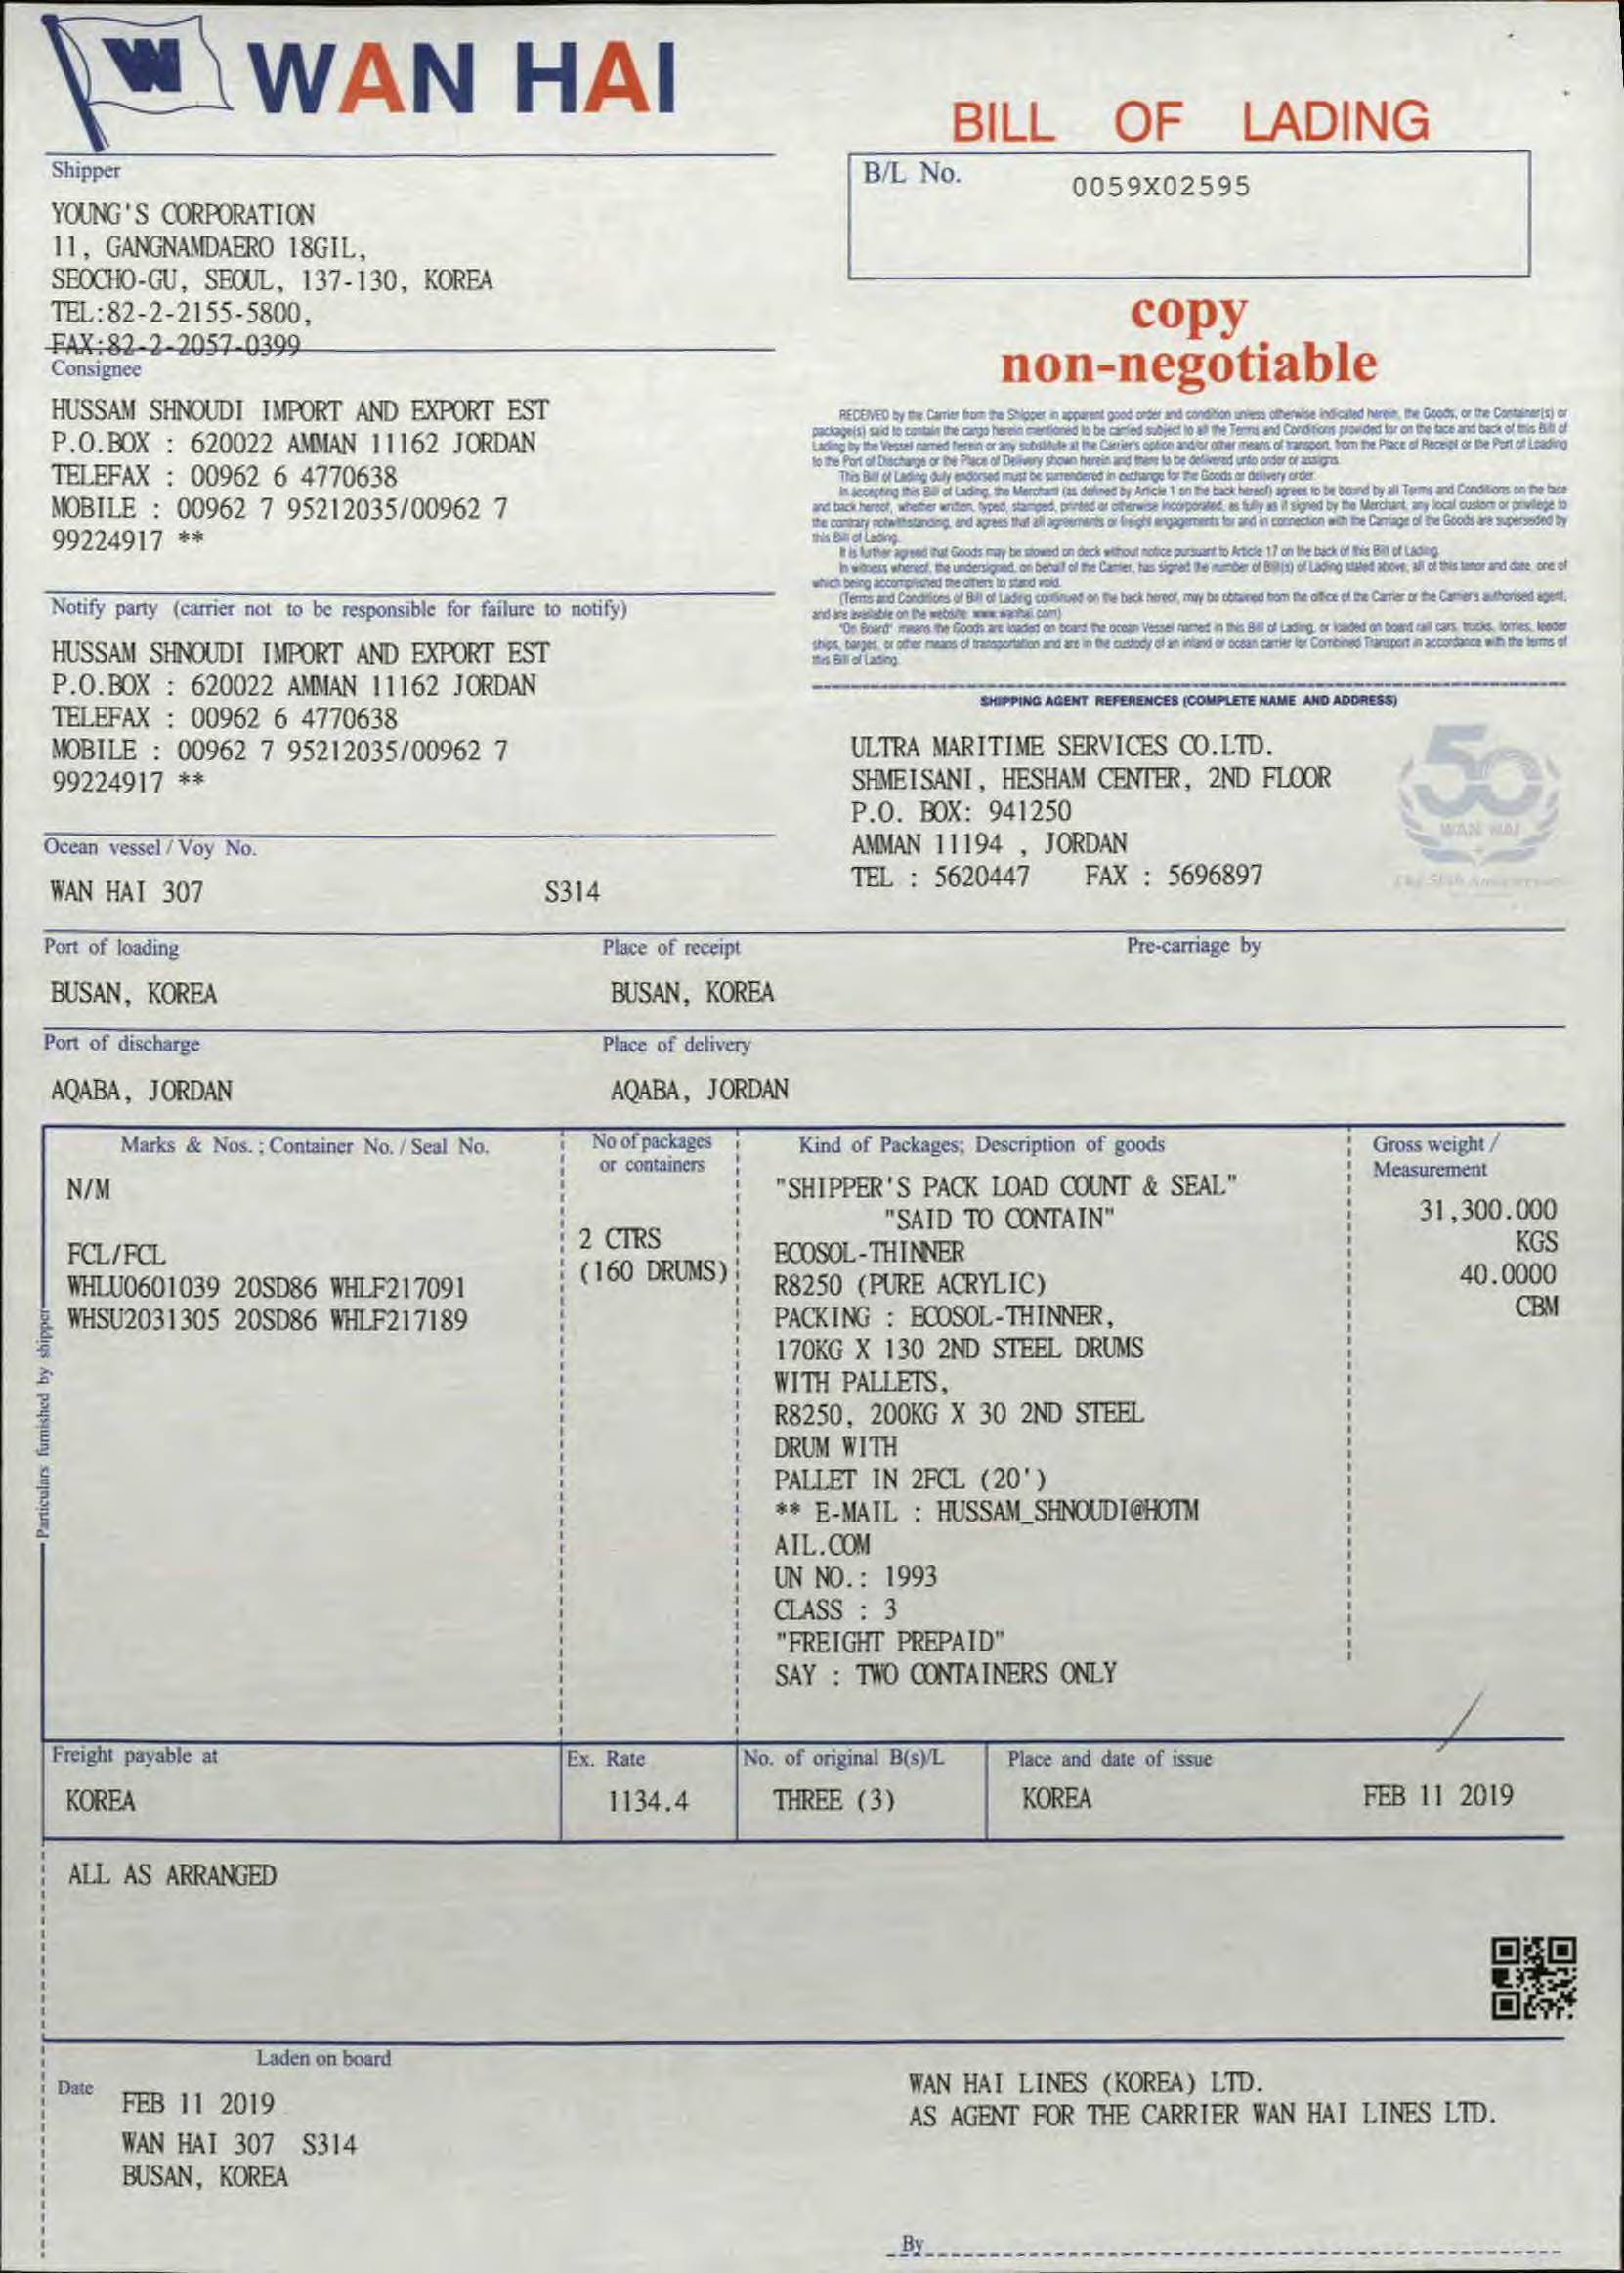 WAN HAI
BILL OF LADING
Shipper
YOUNG'S CORPORATION
11, GANGNAMDAERO 18GIL,
SEOCHO-GU, SEOUL, 137-130, KOREA
TEL:82-2-2155-5800,
FAX:82-2-2057-0399
B/L No.
0059X02595
copy
non-negotiable
Consignee
HUSSAM SHNOUDI IMPORT AND EXPORT EST
P.O.BOX : 620022 AMMAN 11162 JORDAN
TELEFAX : 00962 6 4770638
MOBILE : 00962 7 95212035/00962 7
99224917 **
RECEIVED by the Carrier from the Shipper in apparent good order and condition unless otherwise indicated herein, the Goods, or the Container(s) or
package(s) said to contain the cargo herein mentioned to be carried subject to all the Terms and Conditions provided for on the face and back of this Bill of
Lading by the Vessel named herein or any substitute at the Carrier's option and/or other means of transport, from the Place of Receipt or the Port of Loading
to the Port of Discharge or the Place of Delivery shown herein and there to be delivered unto order or assigns.
This Bill of Lading duly endorsed must be surrendered in exchange for the Goods or delivery order.
In accepting this Bill of Lading, the Merchant (as defined by Article 1 on the back hereof) agrees to be bound by all Terms and Conditions on the face
and back hereof, whether written, typed, stamped, printed or otherwise incorporated, as fully as if signed by the Merchant, any local custom or privilege to
the contrary notwithstanding, and agrees that all agreements or freight engagements for and in connection with the Carriage of the Goods are superseded by
this Bill of Lading.
It is further agreed that Goods may be stowed on deck without notice pursuant to Article 17 on the back of this Bill of Lading.
In witness whereof, the undersigned, on behalf of the Carrier, has signed the number of Bill(s) of Lading stated above, all of this tenor and date, one of
which being accomplished the others to stand void.
(Terms and Conditions of Bill of Lading continued on the back hereof, may be obtained from the office of the Carrier or the Carrier's authorised agent,
and are available on the website: www.wanhai.com)
"On Board" means the Goods are loaded on board the ocean Vessel named in this Bill of Lading, or loaded on board rail cars, trucks, lorries, feeder
ships, barges, or other means of transportation and are in the custody of an inland or ocean carrier for Combined Transport in accordance with the terms of
this Bill of Lading.
Notify party (carrier not to be responsible for failure to notify)
HUSSAM SHNOUDI IMPORT AND EXPORT EST
P.O.BOX : 620022 AMMAN 11162 JORDAN
TELEFAX : 00962 6 4770638
MOBILE : 00962 7 95212035/00962 7
99224917 **
SHIPPING AGENT REFERENCES (COMPLETE NAME AND ADDRESS)
ULTRA MARITIME SERVICES CO.LTD.
SHMEISANI, HESHAM CENTER, 2ND FLOOR
P.O. BOX: 941250
AMMAN 11194 , JORDAN
TEL : 5620447 FAX : 5696897
50
WAN HAI
Ocean vessel / Voy No.
WAN HAI 307 S314
Port of loading Place of receipt Pre-carriage by
BUSAN, KOREA BUSAN, KOREA
Port of discharge Place of delivery
AQABA, JORDAN AQABA, JORDAN
Marks & Nos. ; Container No. / Seal No.
N/M
FCL/FCL
WHLU0601039 20SD86 WHLF217091
WHSU2031305 20SD86 WHLF217189
Particulars furnished by shipper
No of packages
or containers
2 CTRS
(160 DRUMS)
Kind of Packages; Description of goods
"SHIPPER'S PACK LOAD COUNT & SEAL"
"SAID TO CONTAIN"
ECOSOL-THINNER
R8250 (PURE ACRYLIC)
PACKING : ECOSOL-THINNER,
170KG X 130 2ND STEEL DRUMS
WITH PALLETS,
R8250, 200KG X 30 2ND STEEL
DRUM WITH
PALLET IN 2FCL (20')
** E-MAIL : HUSSAM_SHNOUDI@HOTM
AIL.COM
UN NO.: 1993
CLASS : 3
"FREIGHT PREPAID"
SAY : TWO CONTAINERS ONLY
Gross weight /
Measurement
31,300.000
KGS
40.0000
CBM
Freight payable at
KOREA
Ex. Rate
1134.4
No. of original B(s)/L
THREE (3)
Place and date of issue
KOREA FEB 11 2019
ALL AS ARRANGED
Laden on board
Date
FEB 11 2019
WAN HAI 307 S314
BUSAN, KOREA
WAN HAI LINES (KOREA) LTD.
AS AGENT FOR THE CARRIER WAN HAI LINES LTD.
By